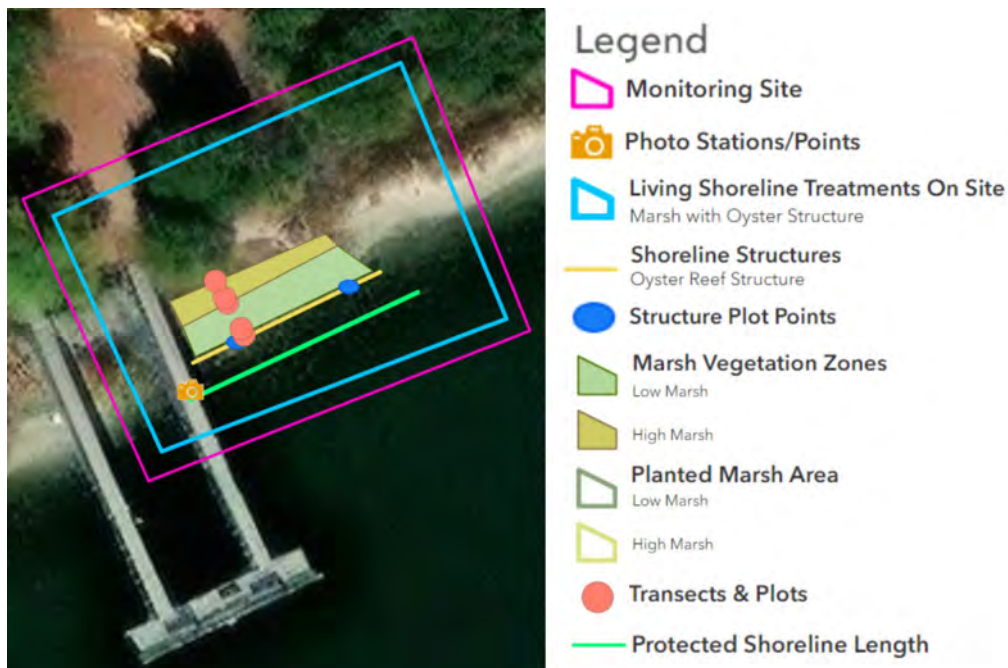 Legend
Monitoring Site
Photo Stations/Points
Living Shoreline Treatments On Site
Marsh with Oyster Structure
Shoreline Structures
Oyster Reef Structure
Structure Plot Points
Marsh Vegetation Zones
Low Marsh
High Marsh
Planted Marsh Area
Low Marsh
High Marsh
Transects & Plots
Protected Shoreline Length